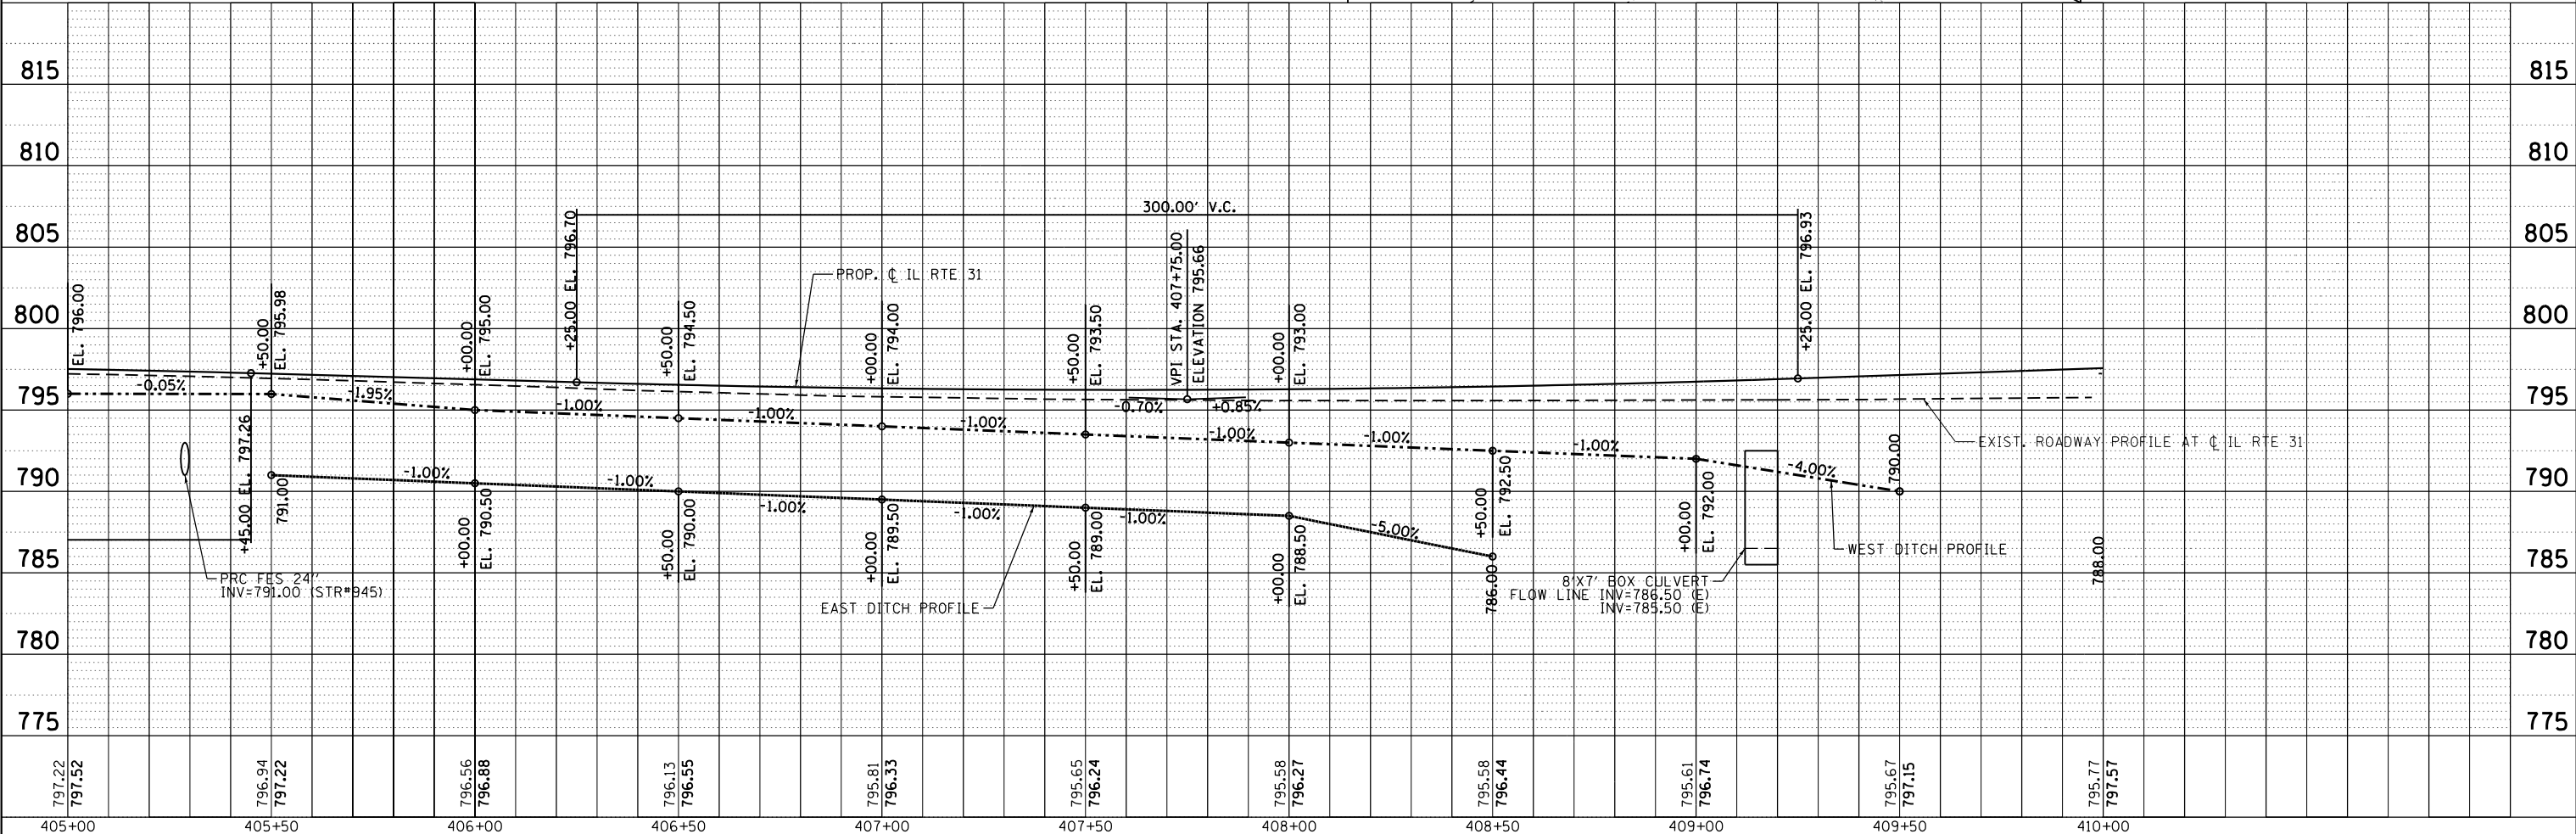 815 815
810 810
805 805
800 800
795 795
790 790
785 785
780 780
775 775
300.00' V.C.
PROP. ℄ IL RTE 31
EL. 796.00
+50.00
EL. 795.98
+00.00
EL. 795.00
+25.00 EL. 796.70
+50.00
EL. 794.50
+00.00
EL. 794.00
+50.00
EL. 793.50
VPI STA. 407+75.00
ELEVATION 795.66
+00.00
EL. 793.00
+25.00 EL. 796.93
-0.05%
-1.95%
-1.00%
-1.00%
-1.00%
-0.70%
+0.85%
-1.00%
-1.00%
-1.00%
-4.00%
790.00
EXIST. ROADWAY PROFILE AT ℄ IL RTE 31
WEST DITCH PROFILE
+45.00 EL. 797.26
791.00
-1.00%
-1.00%
-1.00%
-1.00%
-1.00%
-5.00%
+00.00
EL. 790.50
+50.00
EL. 790.00
+00.00
EL. 789.50
+50.00
EL. 789.00
+00.00
EL. 788.50
+50.00
EL. 792.50
786.00
+00.00
EL. 792.00
788.00
PRC FES 24"
INV=791.00 (STR#945)
EAST DITCH PROFILE
8'X7' BOX CULVERT
FLOW LINE INV=786.50 (E)
INV=785.50 (E)
797.22 797.52
796.94 797.22
796.56 796.88
796.13 796.55
795.81 796.33
795.65 796.24
795.58 796.27
795.58 796.44
795.61 796.74
795.67 797.15
795.77 797.57
405+00 405+50 406+00 406+50 407+00 407+50 408+00 408+50 409+00 409+50 410+00